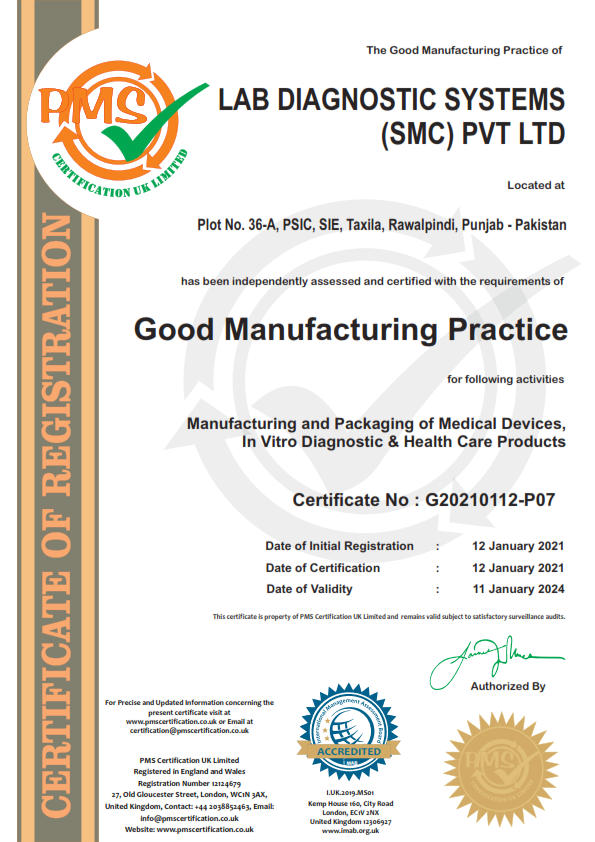 PMS
CERTIFICATION UK LIMITED
CERTIFICATE OF REGISTRATION
The Good Manufacturing Practice of
LAB DIAGNOSTIC SYSTEMS
(SMC) PVT LTD
Located at
Plot No. 36-A, PSIC, SIE, Taxila, Rawalpindi, Punjab - Pakistan
has been independently assessed and certified with the requirements of
Good Manufacturing Practice
for following activities
Manufacturing and Packaging of Medical Devices,
In Vitro Diagnostic & Health Care Products
Certificate No : G20210112-P07
Date of Initial Registration : 12 January 2021
Date of Certification : 12 January 2021
Date of Validity : 11 January 2024
This certificate is property of PMS Certification UK Limited and remains valid subject to satisfactory surveillance audits.
Authorized By
For Precise and Updated Information concerning the
present certificate visit at
www.pmscertification.co.uk or Email at
certification@pmscertification.co.uk
PMS Certification UK Limited
Registered in England and Wales
Registration Number 12124679
27, Old Gloucester Street, London, WC1N 3AX,
United Kingdom, Contact: +44 2038852463, Email:
info@pmscertification.co.uk
Website: www.pmscertification.co.uk
International Management Assessment Board
ACCREDITED
IMAB
I.UK.2019.MS01
Kemp House 160, City Road
London, EC1V 2NX
United Kingdom 12306927
www.imab.org.uk
PMS